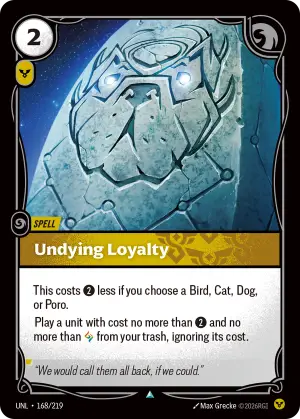 2
SPELL
Undying Loyalty
This costs 2 less if you choose a Bird, Cat, Dog,
or Poro.
Play a unit with cost no more than 2 and no
more than from your trash, ignoring its cost.
"We would call them all back, if we could."
UNL • 168/219
Max Grecke ©2026RGI